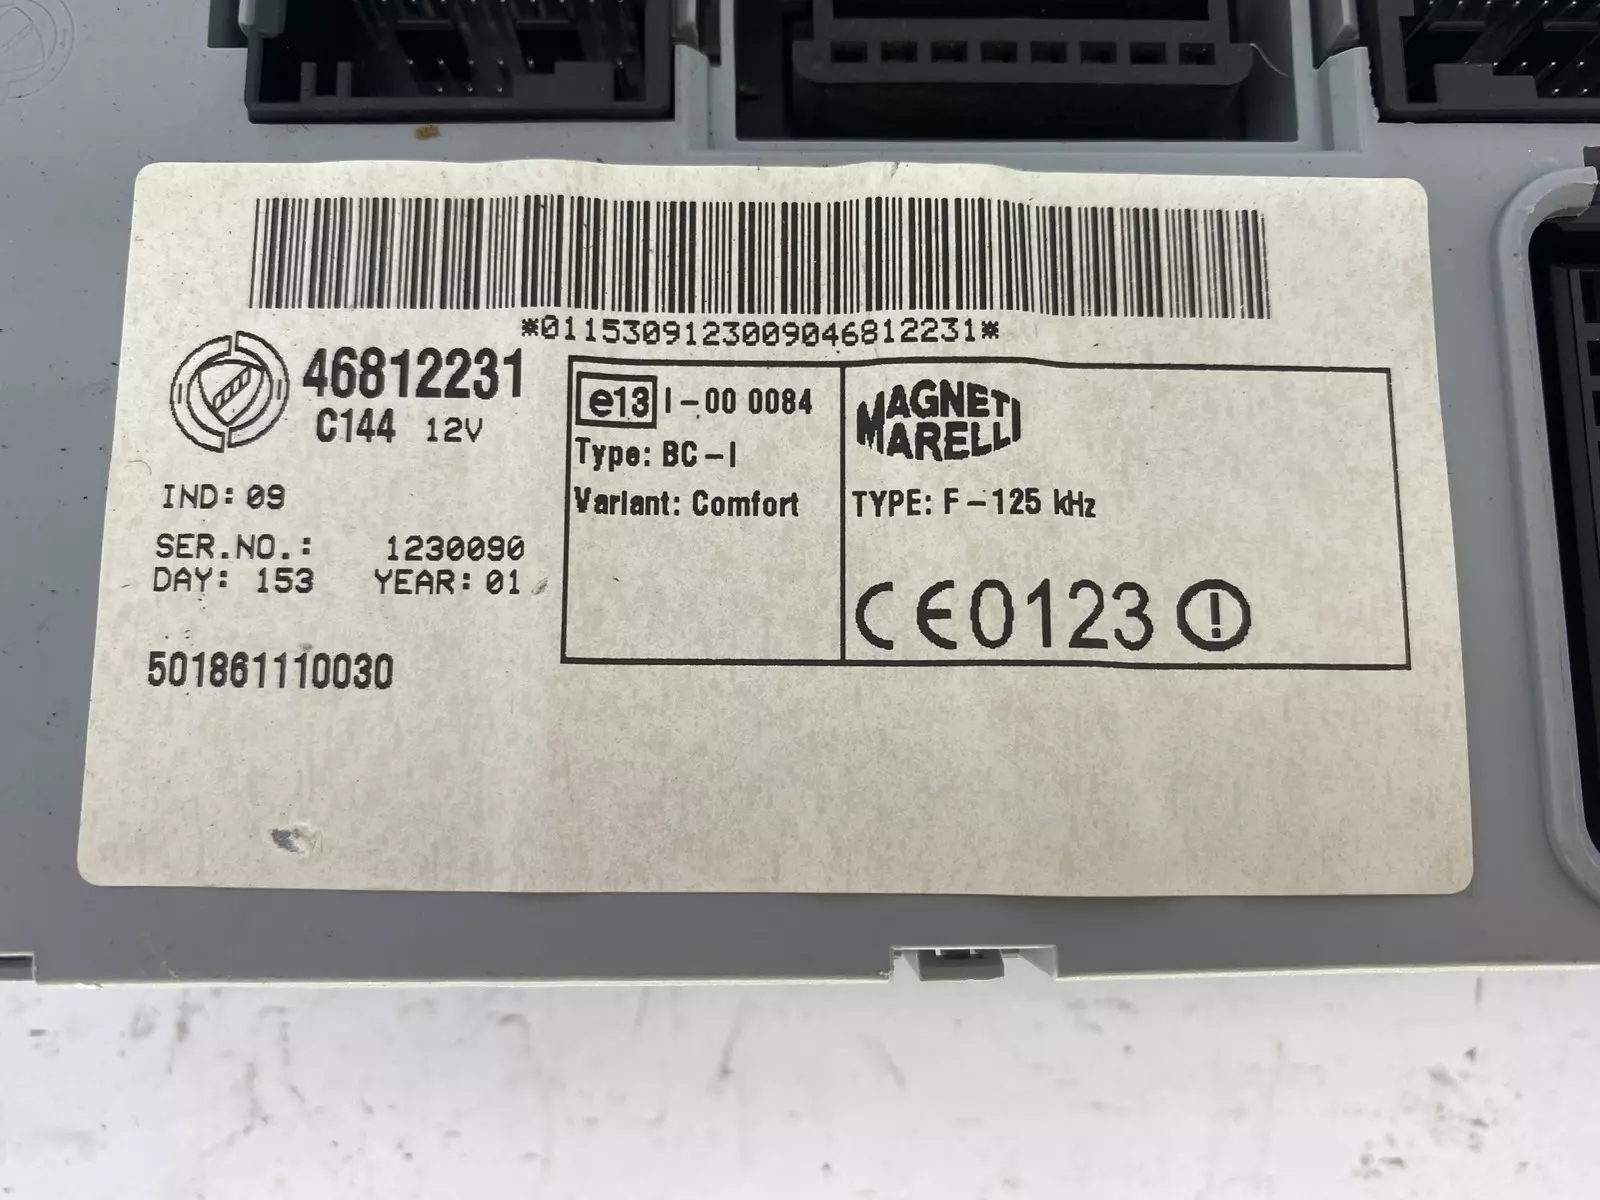 *0115309123009046812231*
46812231
C144 12V
IND: 09
SER.NO.: 1230090
DAY: 153 YEAR: 01
501861110030
e13 I-00 0084
Type: BC-I
Variant: Comfort
MAGNETI
MARELLI
TYPE: F-125 kHz
CE0123